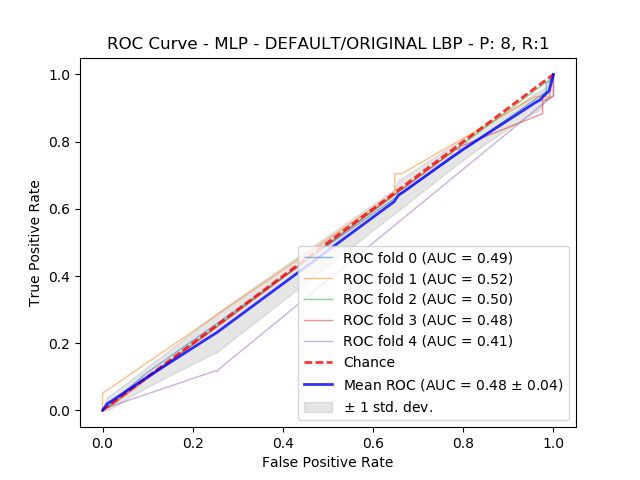 ROC Curve - MLP - DEFAULT/ORIGINAL LBP - P: 8, R:1
True Positive Rate
1.0
0.8
0.6
0.4
0.2
0.0
ROC fold 0 (AUC = 0.49)
ROC fold 1 (AUC = 0.52)
ROC fold 2 (AUC = 0.50)
ROC fold 3 (AUC = 0.48)
ROC fold 4 (AUC = 0.41)
Chance
Mean ROC (AUC = 0.48 ± 0.04)
± 1 std. dev.
0.0 0.2 0.4 0.6 0.8 1.0
False Positive Rate